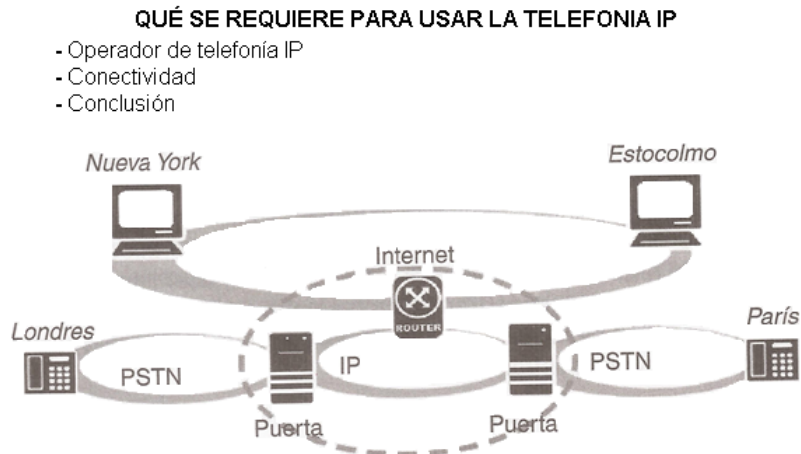 QUÉ SE REQUIERE PARA USAR LA TELEFONIA IP
- Operador de telefonía IP
- Conectividad
- Conclusión
Nueva York
Estocolmo
Internet
ROUTER
Londres
París
PSTN
IP
PSTN
Puerta
Puerta